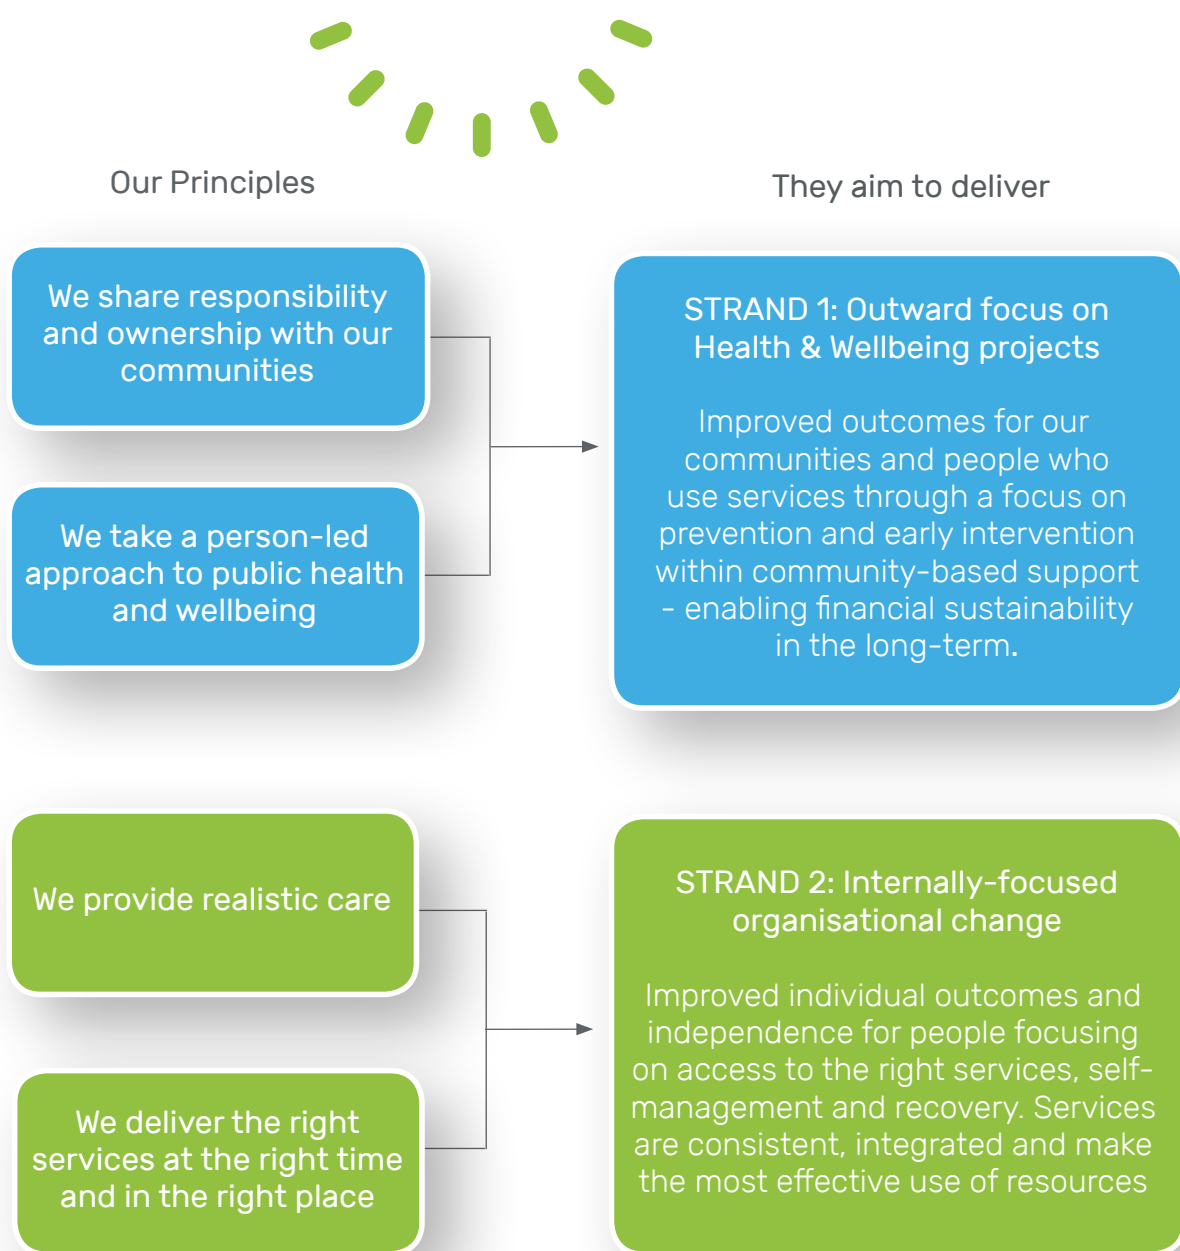 Our Principles
They aim to deliver
We share responsibility
and ownership with our
communities
We take a person-led
approach to public health
and wellbeing
STRAND 1: Outward focus on
Health & Wellbeing projects
Improved outcomes for our
communities and people who
use services through a focus on
prevention and early intervention
within community-based support
- enabling financial sustainability
in the long-term.
We provide realistic care
We deliver the right
services at the right time
and in the right place
STRAND 2: Internally-focused
organisational change
Improved individual outcomes and
independence for people focusing
on access to the right services, self-
management and recovery. Services
are consistent, integrated and make
the most effective use of resources